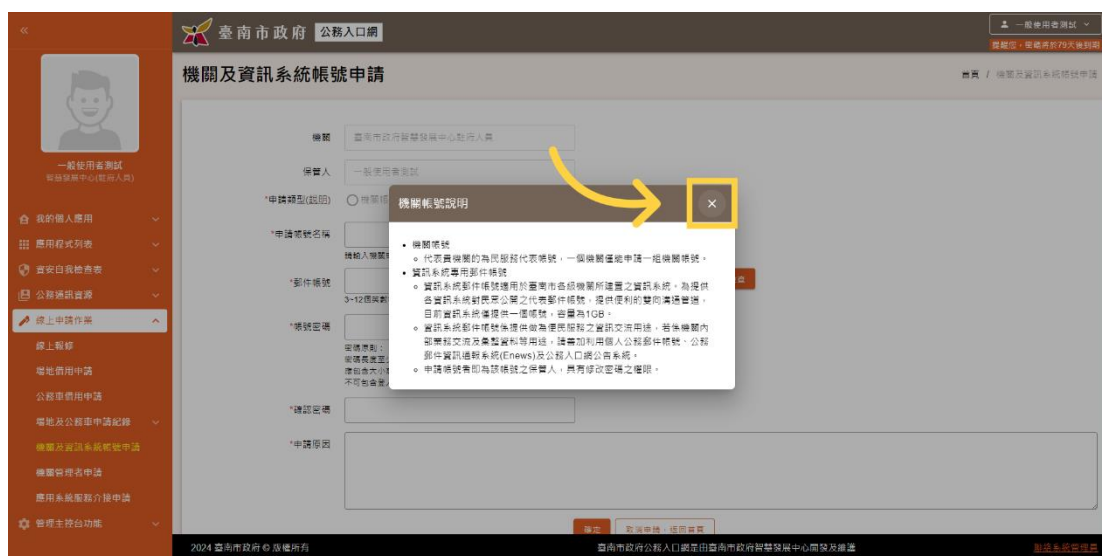 臺南市政府 公務入口網
一般使用者測試
提醒您，密碼將於79天後到期
機關及資訊系統帳號申請
首頁 / 機關及資訊系統帳號申請
一般使用者測試
智慧發展中心(駐府人員)
我的個人應用
應用程式列表
資安自我檢查表
公務通訊資源
線上申請作業
線上報修
場地借用申請
公務車借用申請
場地及公務車申請紀錄
機關及資訊系統帳號申請
機關管理者申請
應用系統服務介接申請
管理主控台功能
機關
臺南市政府智慧發展中心駐府人員
保管人
一般使用者測試
*申請類型(說明)
機關帳
*申請帳號名稱
請輸入機關
*郵件帳號
3~12個英數
*帳號密碼
密碼原則：
密碼長度至
不可包含
*確認密碼
*申請原因
確定
取消申請，返回首頁
機關帳號說明
• 機關帳號
代表貴機關的為民服務代表帳號，一個機關僅能申請一組機關帳號。
• 資訊系統專用郵件帳號
資訊系統郵件帳號適用於臺南市各級機關所建置之資訊系統。為提供
各資訊系統對民眾公開之代表郵件帳號，提供便利的雙向溝通管道，
目前資訊系統僅提供一個帳號，容量為1GB。
資訊系統郵件帳號係提供做為便民服務之資訊交流用途，若係機關內
部業務交流及彙整資料等用途，請善加利用個人公務郵件帳號、公務
郵件資訊通報系統(Enews)及公務入口網公告系統。
申請帳號者即為該帳號之保管人，具有修改密碼之權限。
2024 臺南市政府 © 版權所有
臺南市政府公務入口網是由臺南市政府智慧發展中心開發及維護
聯絡系統管理員